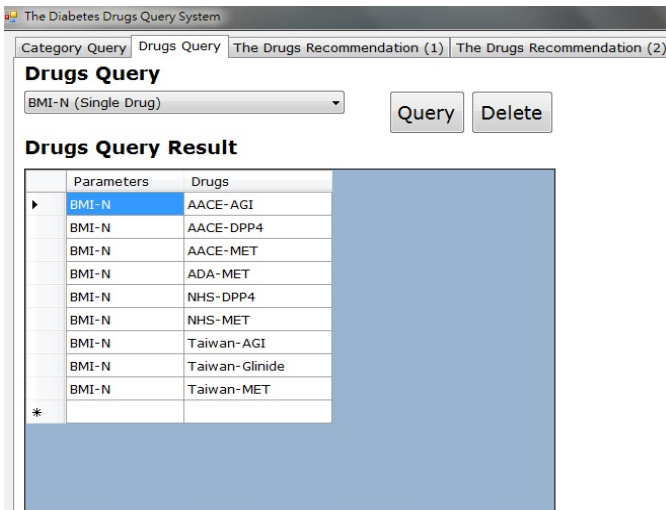 The Diabetes Drugs Query System
Category Query Drugs Query The Drugs Recommendation (1) The Drugs Recommendation (2)
Drugs Query
BMI-N (Single Drug)
Query Delete
Drugs Query Result
Parameters Drugs
BMI-N AACE-AGI
BMI-N AACE-DPP4
BMI-N AACE-MET
BMI-N ADA-MET
BMI-N NHS-DPP4
BMI-N NHS-MET
BMI-N Taiwan-AGI
BMI-N Taiwan-Glinide
BMI-N Taiwan-MET
*